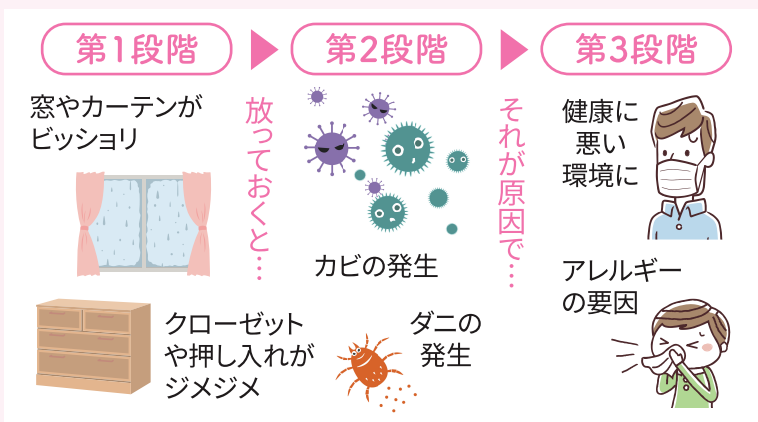 第1段階
窓やカーテンが
ビッショリ
クローゼット
や押し入れが
ジメジメ
放っておくと…
第2段階
カビの発生
ダニの
発生
それが原因で…
第3段階
健康に
悪い
環境に
アレルギー
の要因